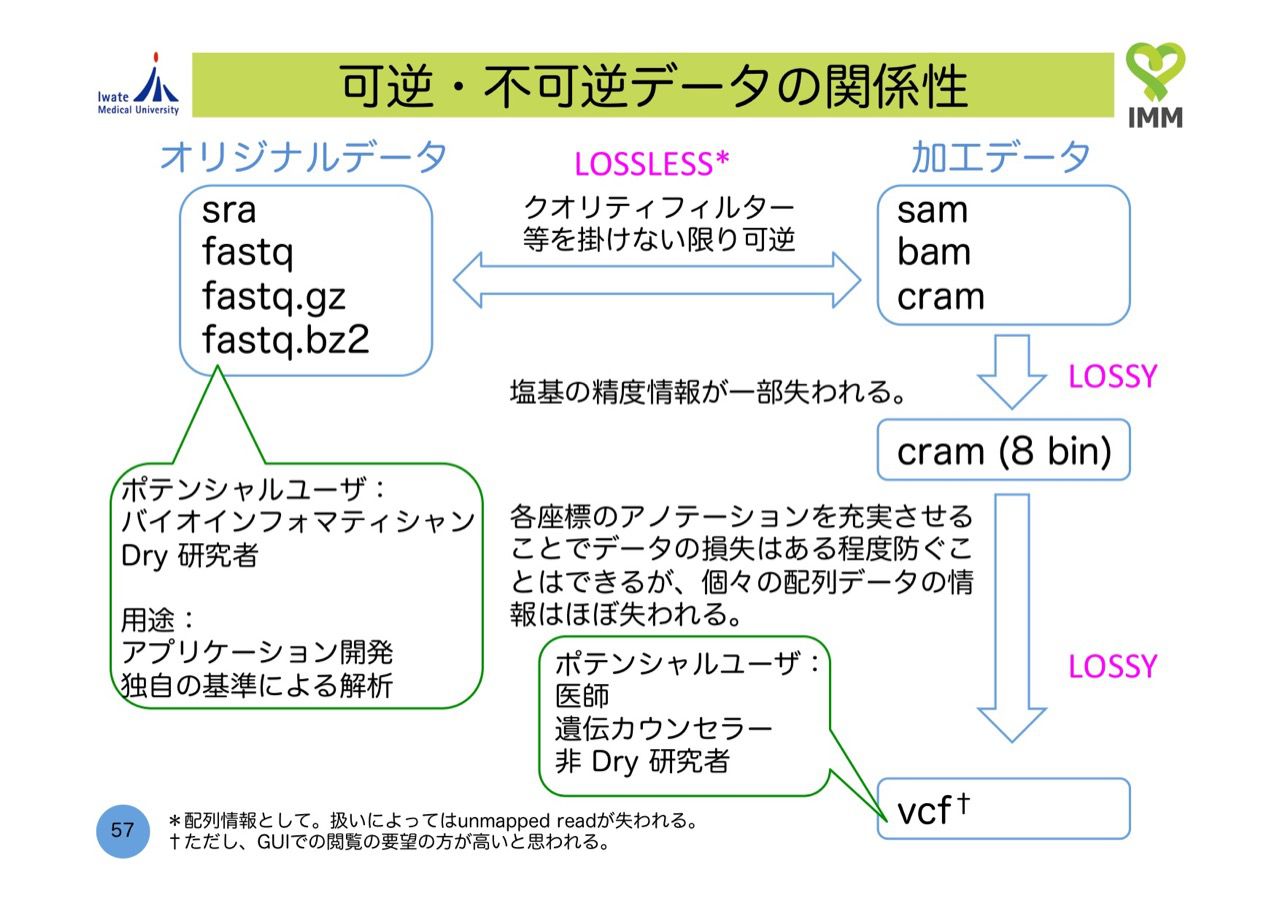 Iwate
Medical University
可逆・不可逆データの関係性
IMM
オリジナルデータ
sra
fastq
fastq.gz
fastq.bz2
LOSSLESS*
クオリティフィルター
等を掛けない限り可逆
加工データ
sam
bam
cram
LOSSY
塩基の精度情報が一部失われる。
cram (8 bin)
ポテンシャルユーザ：
バイオインフォマティシャン
Dry 研究者
用途：
アプリケーション開発
独自の基準による解析
各座標のアノテーションを充実させる
ことでデータの損失はある程度防ぐこ
とはできるが、個々の配列データの情
報はほぼ失われる。
LOSSY
ポテンシャルユーザ：
医師
遺伝カウンセラー
非 Dry 研究者
vcf†
57
＊配列情報として。扱いによってはunmapped readが失われる。
†ただし、GUIでの閲覧の要望の方が高いと思われる。